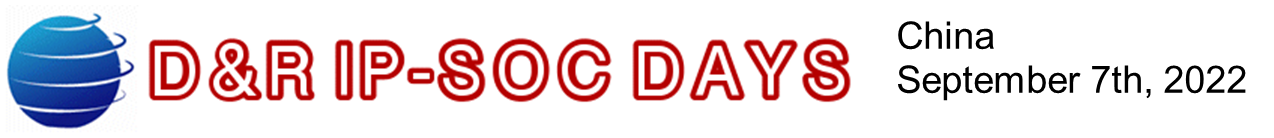 D&R IP-SOC DAYS
China
September 7th, 2022